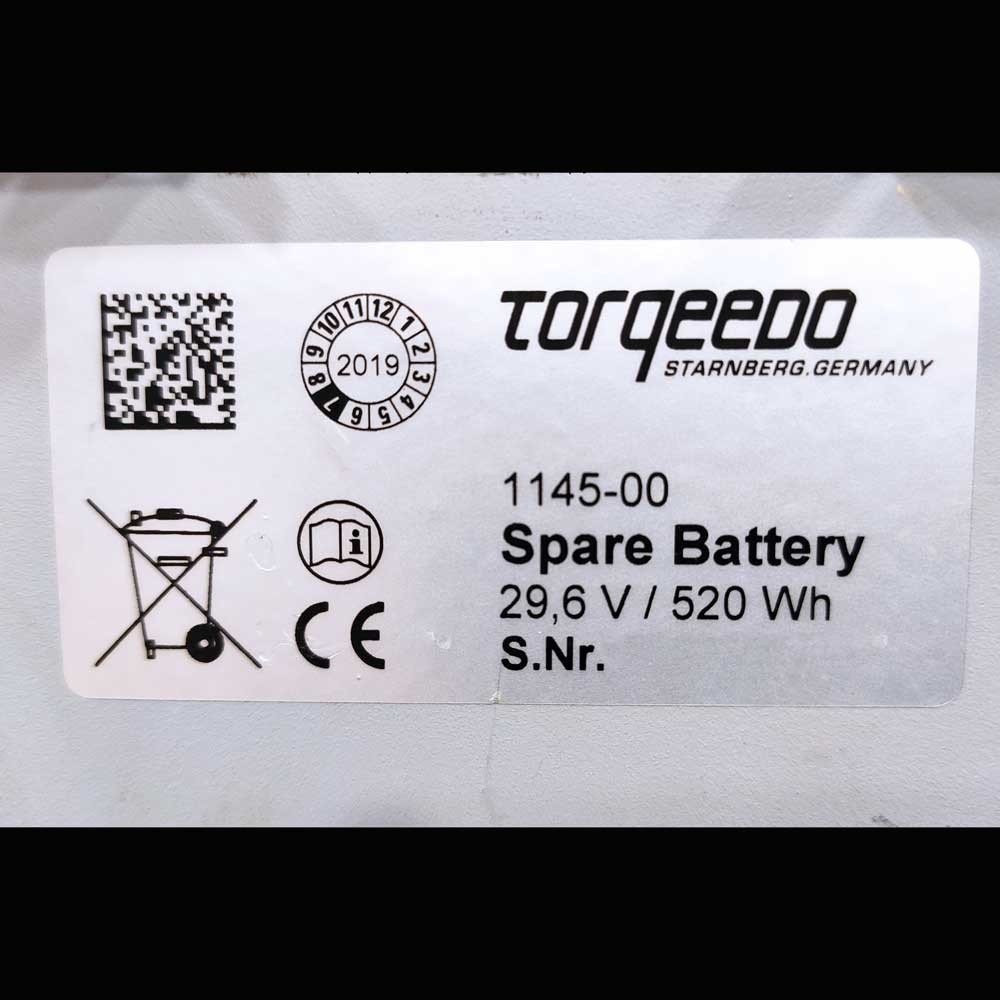 10 11 12 1 2 3 4 5 6 7 8 9
2019
TORQEEDO
STARNBERG.GERMANY
1145-00
Spare Battery
29,6 V / 520 Wh
S.Nr.
i
CE